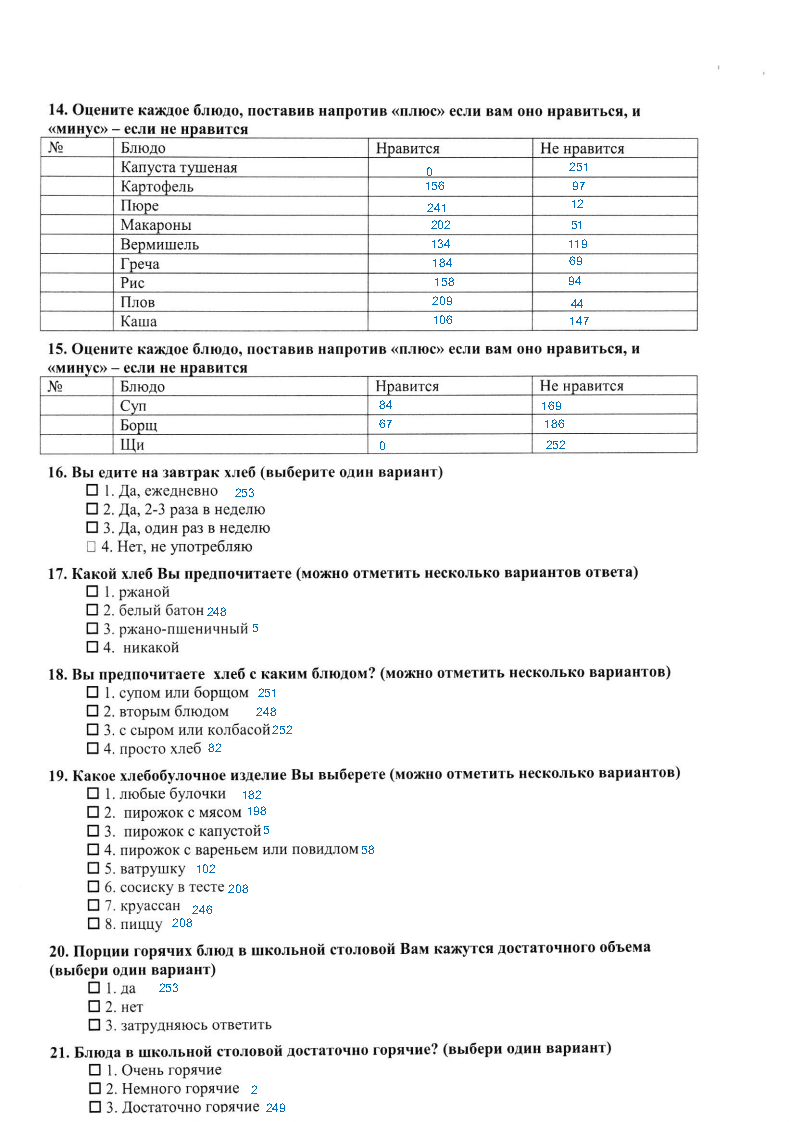 14. Оцените каждое блюдо, поставив напротив «плюс» если вам оно нравиться, и
«минус» – если не нравится
№ Блюдо Нравится Не нравится
Капуста тушеная 0 251
Картофель 156 97
Пюре 241 12
Макароны 202 51
Вермишель 134 119
Греча 184 69
Рис 158 94
Плов 209 44
Каша 106 147
15. Оцените каждое блюдо, поставив напротив «плюс» если вам оно нравиться, и
«минус» – если не нравится
№ Блюдо Нравится Не нравится
Суп 84 169
Борщ 67 186
Щи 0 252
16. Вы едите на завтрак хлеб (выберите один вариант)
☐ 1. Да, ежедневно 253
☐ 2. Да, 2-3 раза в неделю
☐ 3. Да, один раз в неделю
☐ 4. Нет, не употребляю
17. Какой хлеб Вы предпочитаете (можно отметить несколько вариантов ответа)
☐ 1. ржаной
☐ 2. белый батон 248
☐ 3. ржано-пшеничный 5
☐ 4. никакой
18. Вы предпочитаете хлеб с каким блюдом? (можно отметить несколько вариантов)
☐ 1. супом или борщом 251
☐ 2. вторым блюдом 248
☐ 3. с сыром или колбасой 252
☐ 4. просто хлеб 82
19. Какое хлебобулочное изделие Вы выберете (можно отметить несколько вариантов)
☐ 1. любые булочки 182
☐ 2. пирожок с мясом 198
☐ 3. пирожок с капустой 5
☐ 4. пирожок с вареньем или повидлом 58
☐ 5. ватрушку 102
☐ 6. сосиску в тесте 208
☐ 7. круассан 246
☐ 8. пиццу 208
20. Порции горячих блюд в школьной столовой Вам кажутся достаточного объема
(выбери один вариант)
☐ 1. да 253
☐ 2. нет
☐ 3. затрудняюсь ответить
21. Блюда в школьной столовой достаточно горячие? (выбери один вариант)
☐ 1. Очень горячие
☐ 2. Немного горячие 2
☐ 3. Достаточно горячие 249